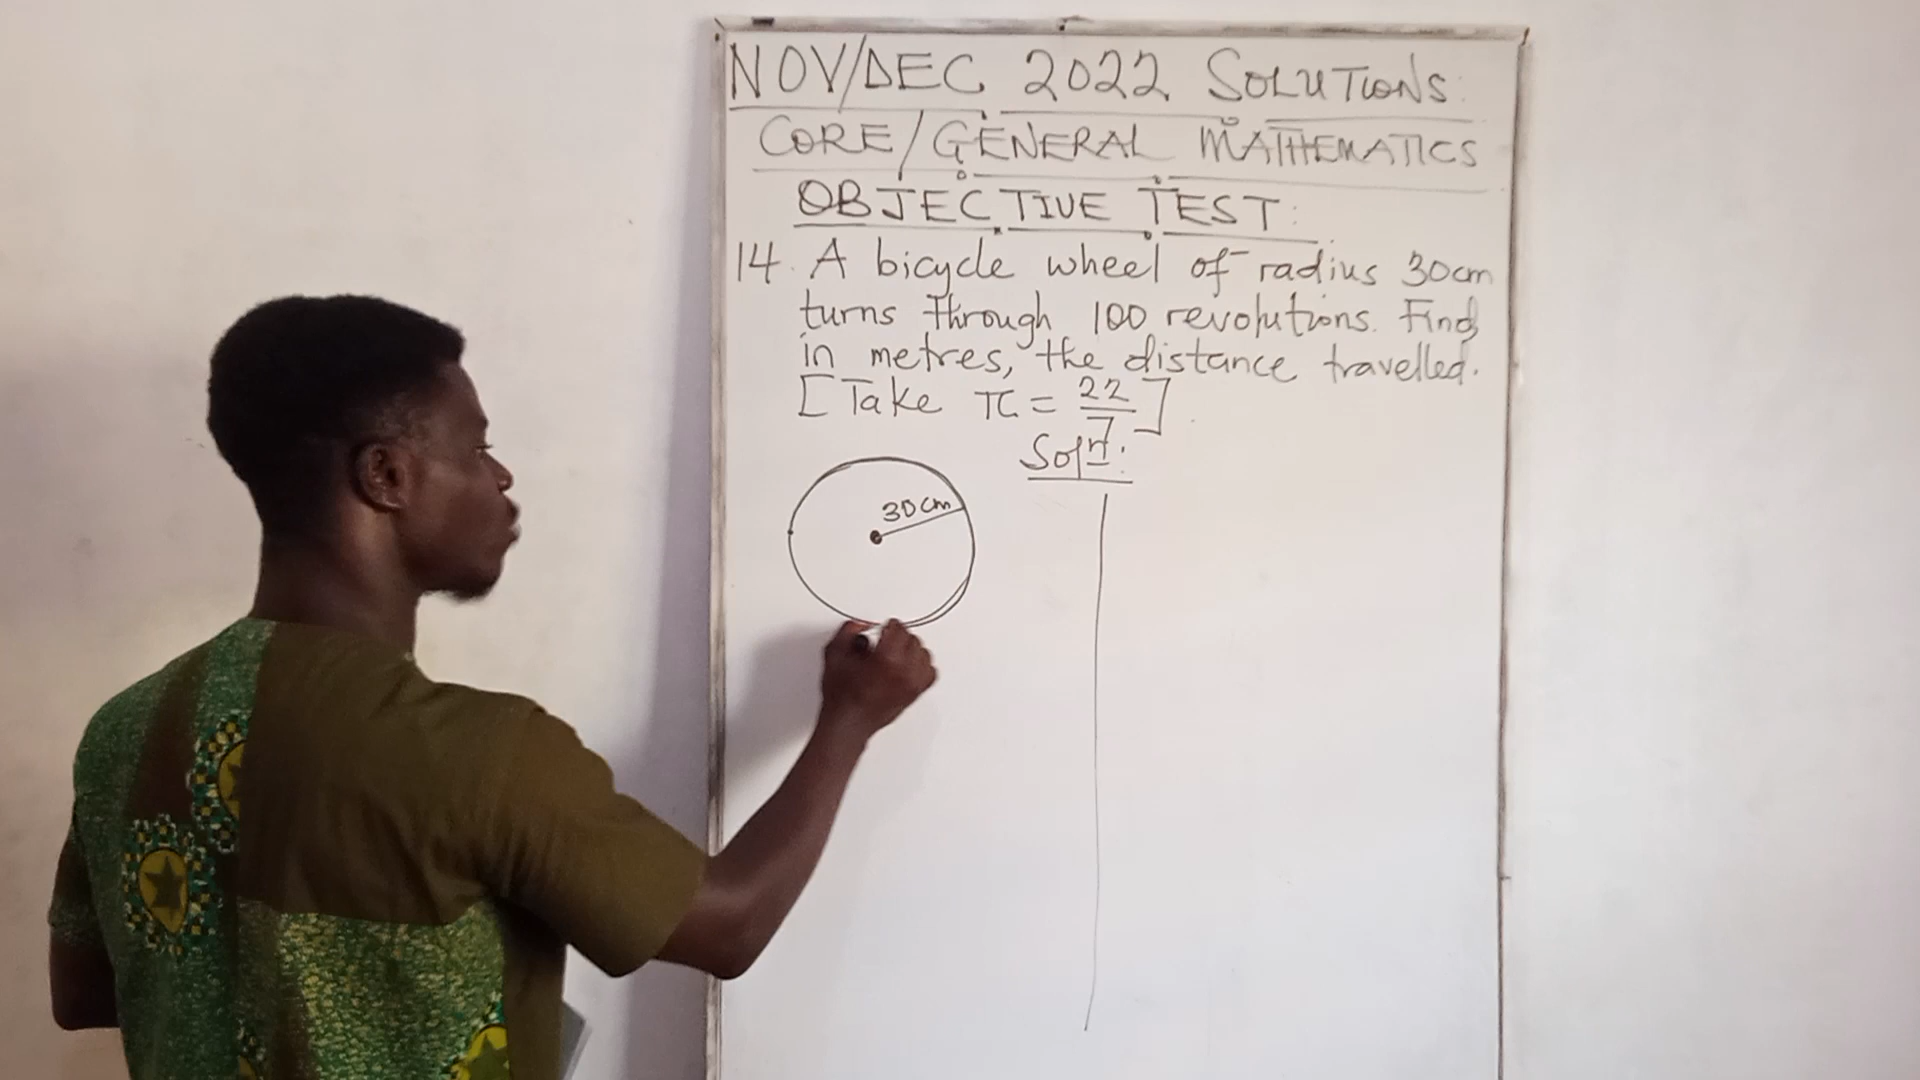 NOV/DEC 2022 SOLUTIONS:
CORE/GENERAL MATHEMATICS
OBJECTIVE TEST:
14. A bicycle wheel of radius 30cm
turns through 100 revolutions. Find,
in metres, the distance travelled.
[Take π = 22/7]
Soln:
30cm